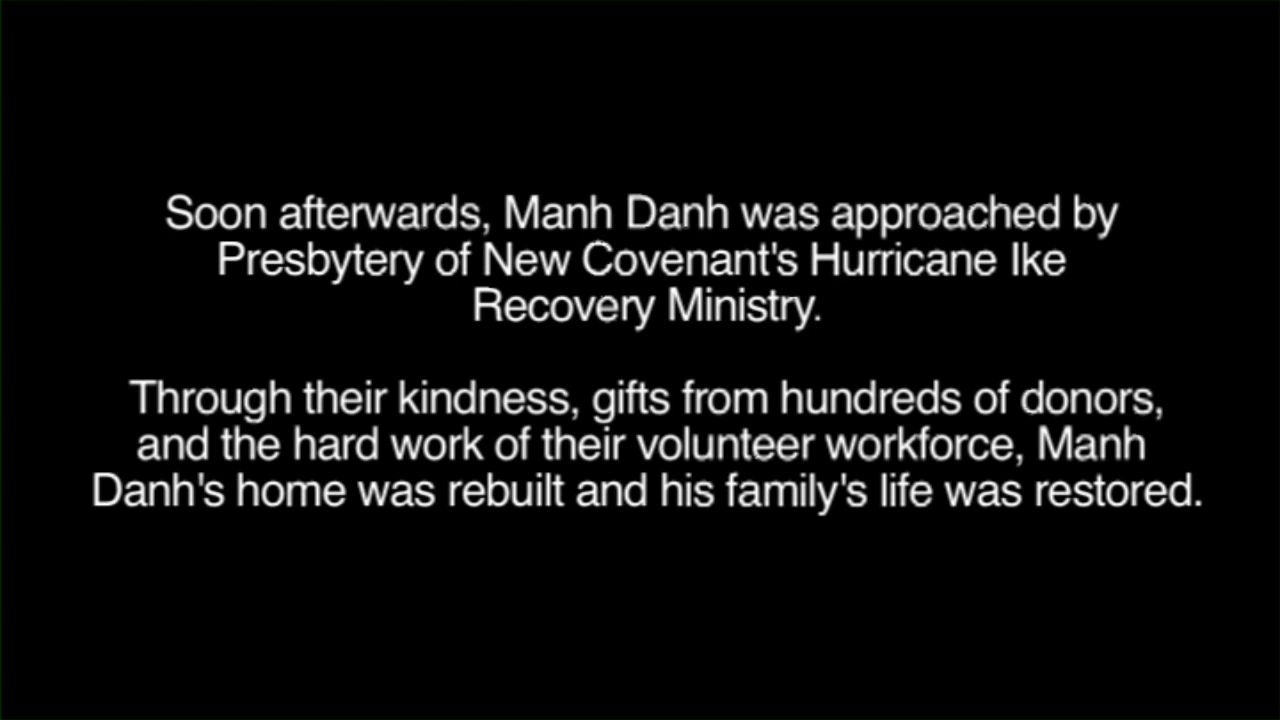 Soon afterwards, Manh Danh was approached by
Presbytery of New Covenant's Hurricane Ike
Recovery Ministry.
Through their kindness, gifts from hundreds of donors,
and the hard work of their volunteer workforce, Manh
Danh's home was rebuilt and his family's life was restored.